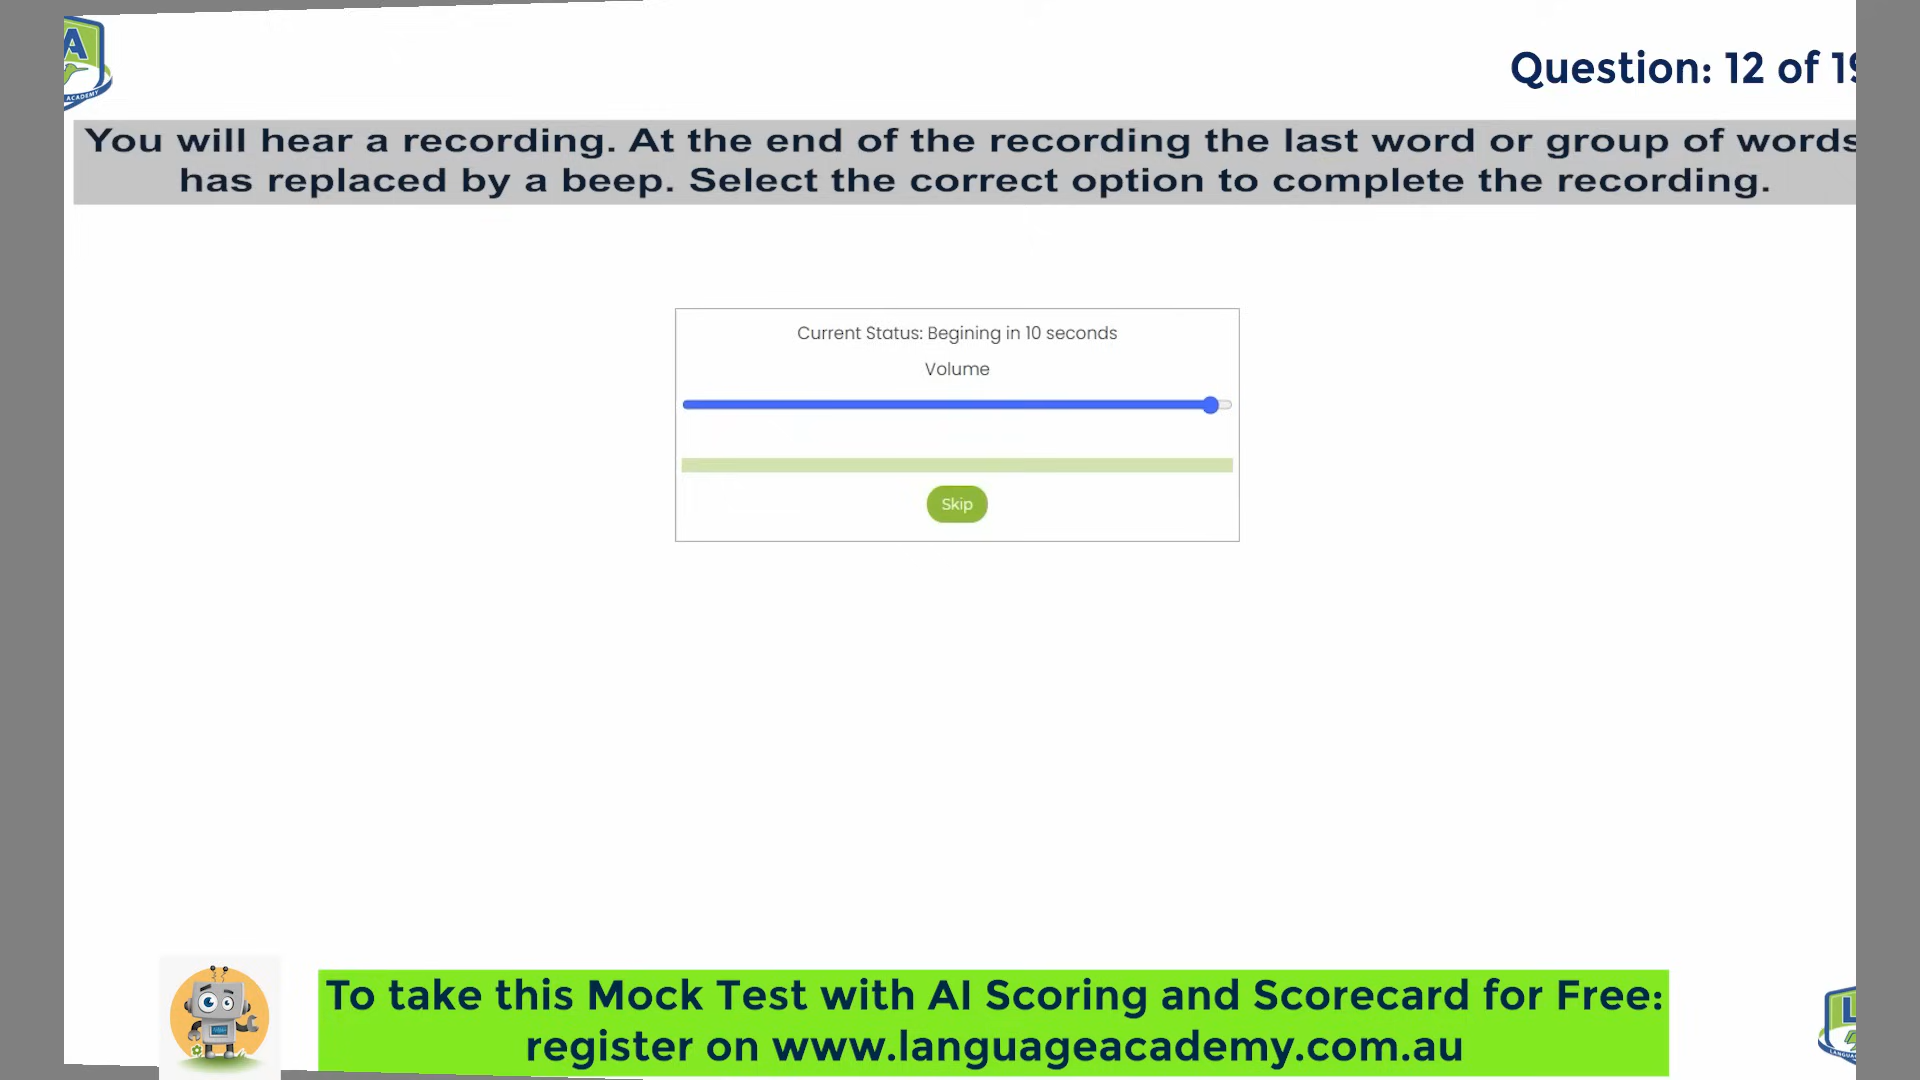 A
ACADEMY
Question: 12 of 19
You will hear a recording. At the end of the recording the last word or group of words
has replaced by a beep. Select the correct option to complete the recording.
Current Status: Begining in 10 seconds
Volume
Skip
To take this Mock Test with AI Scoring and Scorecard for Free:
register on www.languageacademy.com.au